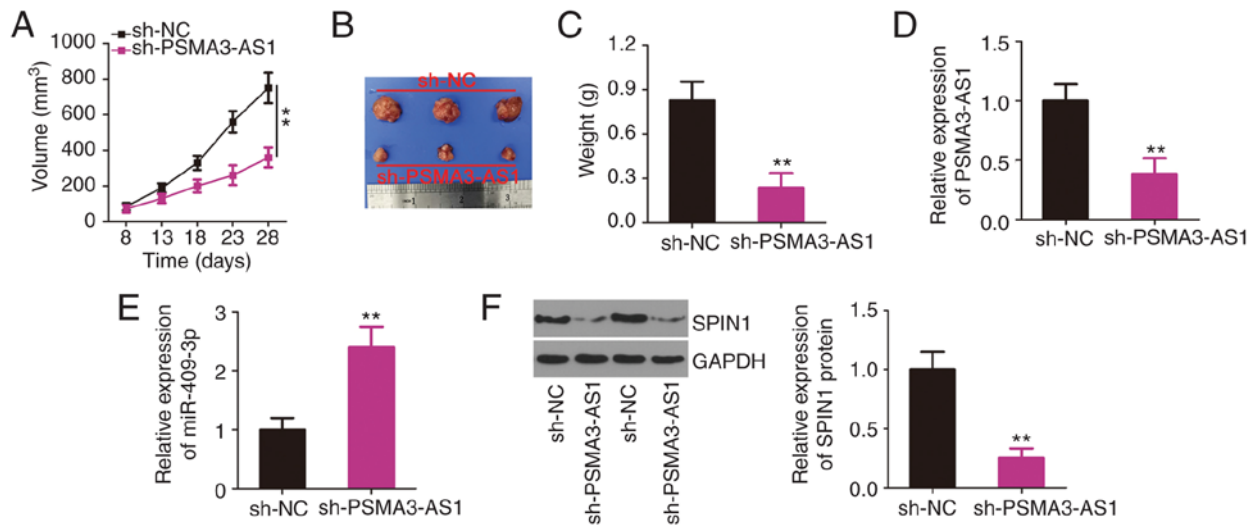 A
sh-NC
sh-PSMA3-AS1
1000
800
600
400
200
0
Volume (mm³)
**
8 13 18 23 28
Time (days)
B
sh-NC
sh-PSMA3-AS1
1 2 3
C
Weight (g)
0.9
0.6
0.3
0.0
**
sh-NC sh-PSMA3-AS1
D
Relative expression
of PSMA3-AS1
1.5
1.0
0.5
0.0
**
sh-NC sh-PSMA3-AS1
E
Relative expression
of miR-409-3p
3
2
1
0
**
sh-NC sh-PSMA3-AS1
F
SPIN1
GAPDH
sh-NC
sh-PSMA3-AS1
sh-NC
sh-PSMA3-AS1
Relative expression
of SPIN1 protein
1.5
1.0
0.5
0.0
**
sh-NC sh-PSMA3-AS1